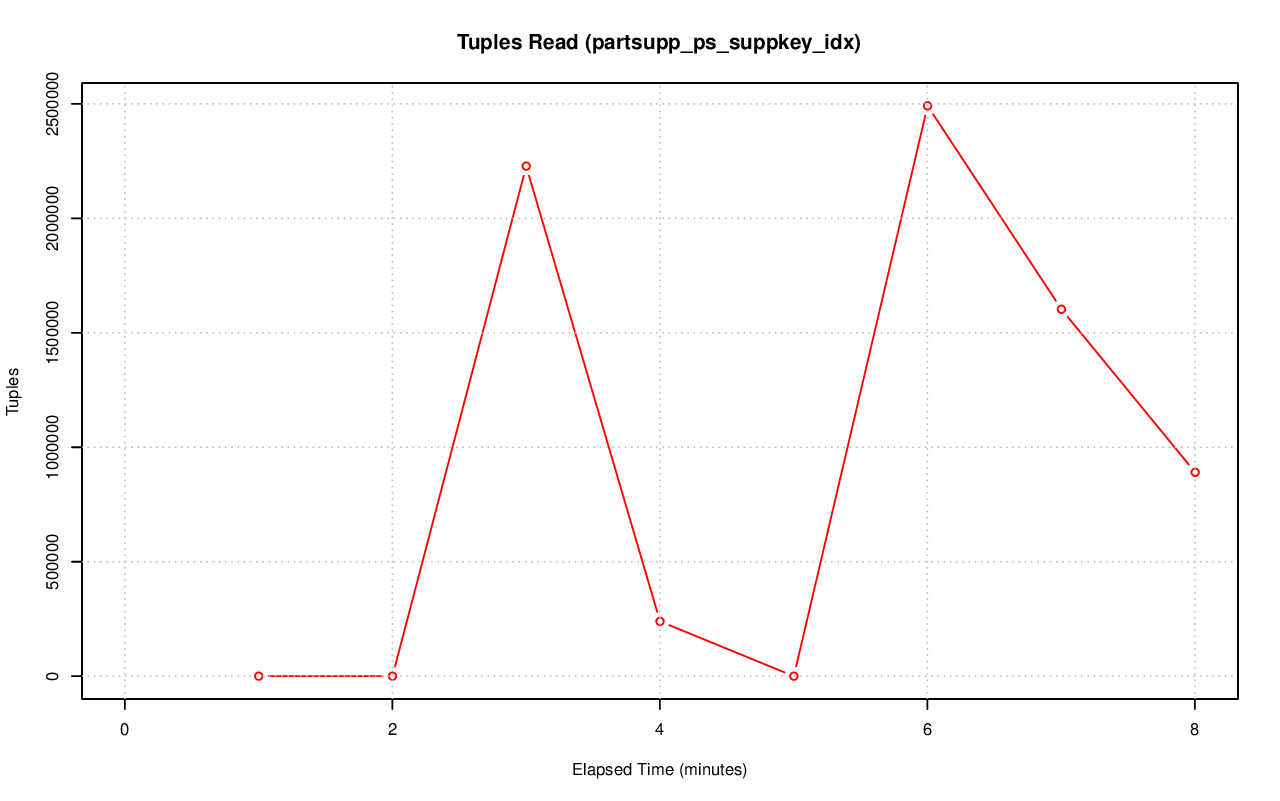 Tuples Read (partsupp_ps_suppkey_idx)
2500000
2000000
1500000
1000000
500000
0
Tuples
0 2 4 6 8
Elapsed Time (minutes)